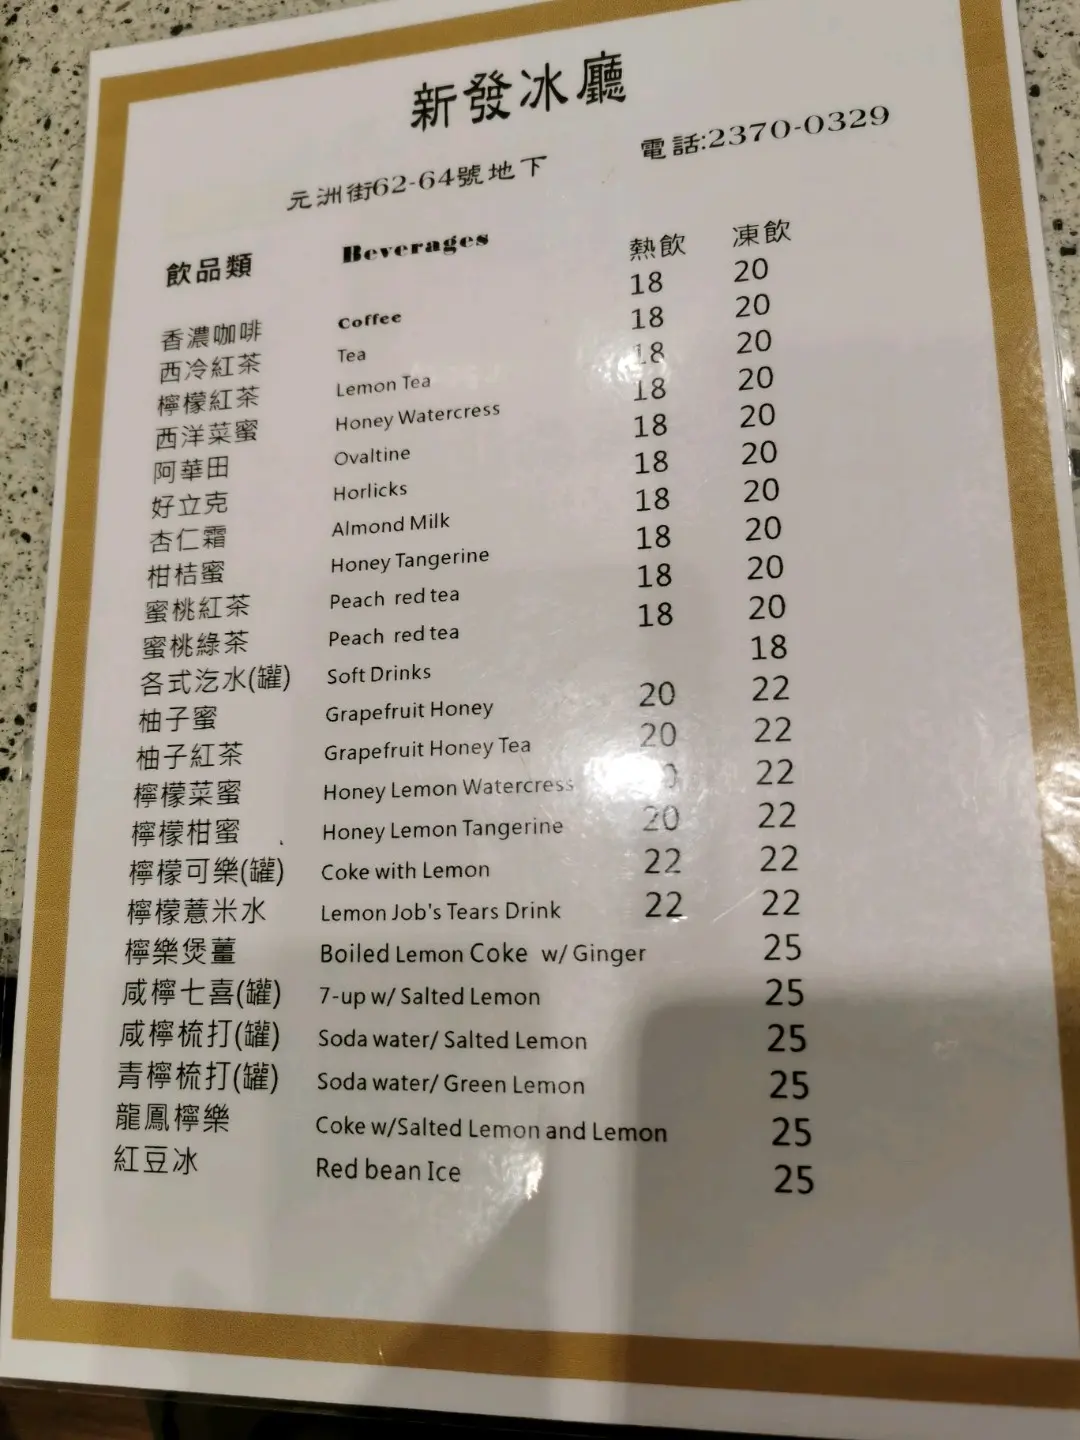 新發冰廳
元洲街62-64號地下 電話:2370-0329
飲品類 Beverages 熱飲 凍飲
香濃咖啡 Coffee 18 20
西冷紅茶 Tea 18 20
檸檬紅茶 Lemon Tea 18 20
西洋菜蜜 Honey Watercress 18 20
阿華田 Ovaltine 18 20
好立克 Horlicks 18 20
杏仁霜 Almond Milk 18 20
柑桔蜜 Honey Tangerine 18 20
蜜桃紅茶 Peach red tea 18 20
蜜桃綠茶 Peach red tea 18 20
各式汔水(罐) Soft Drinks 18
柚子蜜 Grapefruit Honey 20 22
柚子紅茶 Grapefruit Honey Tea 20 22
檸檬菜蜜 Honey Lemon Watercress 22
檸檬柑蜜 Honey Lemon Tangerine 20 22
檸檬可樂(罐) Coke with Lemon 22 22
檸檬薏米水 Lemon Job's Tears Drink 22 22
檸樂煲薑 Boiled Lemon Coke w/ Ginger 25
咸檸七喜(罐) 7-up w/ Salted Lemon 25
咸檸梳打(罐) Soda water/ Salted Lemon 25
青檸梳打(罐) Soda water/ Green Lemon 25
龍鳳檸樂 Coke w/Salted Lemon and Lemon 25
紅豆冰 Red bean Ice 25